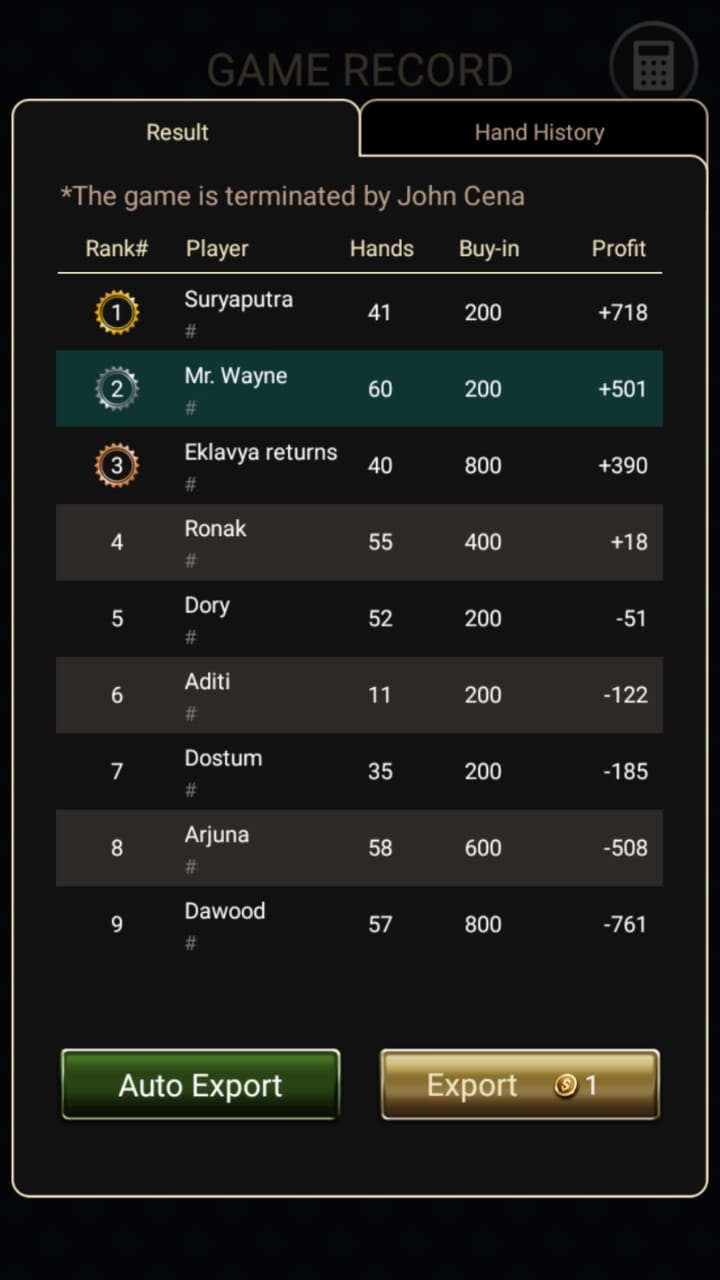 GAME RECORD
Result Hand History
*The game is terminated by John Cena
Rank# Player Hands Buy-in Profit
1 Suryaputra 41 200 +718
#
2 Mr. Wayne 60 200 +501
#
3 Eklavya returns 40 800 +390
#
4 Ronak 55 400 +18
#
5 Dory 52 200 -51
#
6 Aditi 11 200 -122
#
7 Dostum 35 200 -185
#
8 Arjuna 58 600 -508
#
9 Dawood 57 800 -761
#
Auto Export Export S 1